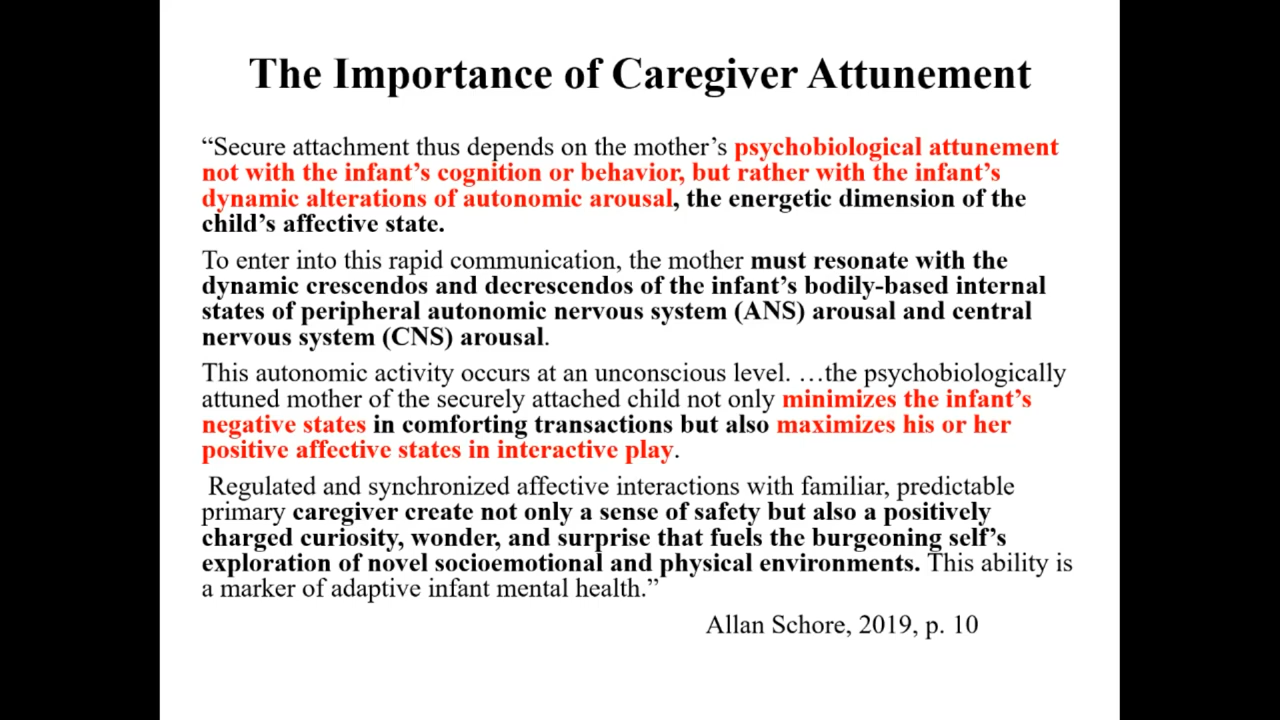 The Importance of Caregiver Attunement
“Secure attachment thus depends on the mother’s psychobiological attunement
not with the infant’s cognition or behavior, but rather with the infant’s
dynamic alterations of autonomic arousal, the energetic dimension of the
child’s affective state.
To enter into this rapid communication, the mother must resonate with the
dynamic crescendos and decrescendos of the infant’s bodily-based internal
states of peripheral autonomic nervous system (ANS) arousal and central
nervous system (CNS) arousal.
This autonomic activity occurs at an unconscious level. …the psychobiologically
attuned mother of the securely attached child not only minimizes the infant’s
negative states in comforting transactions but also maximizes his or her
positive affective states in interactive play.
Regulated and synchronized affective interactions with familiar, predictable
primary caregiver create not only a sense of safety but also a positively
charged curiosity, wonder, and surprise that fuels the burgeoning self’s
exploration of novel socioemotional and physical environments. This ability is
a marker of adaptive infant mental health.”
Allan Schore, 2019, p. 10